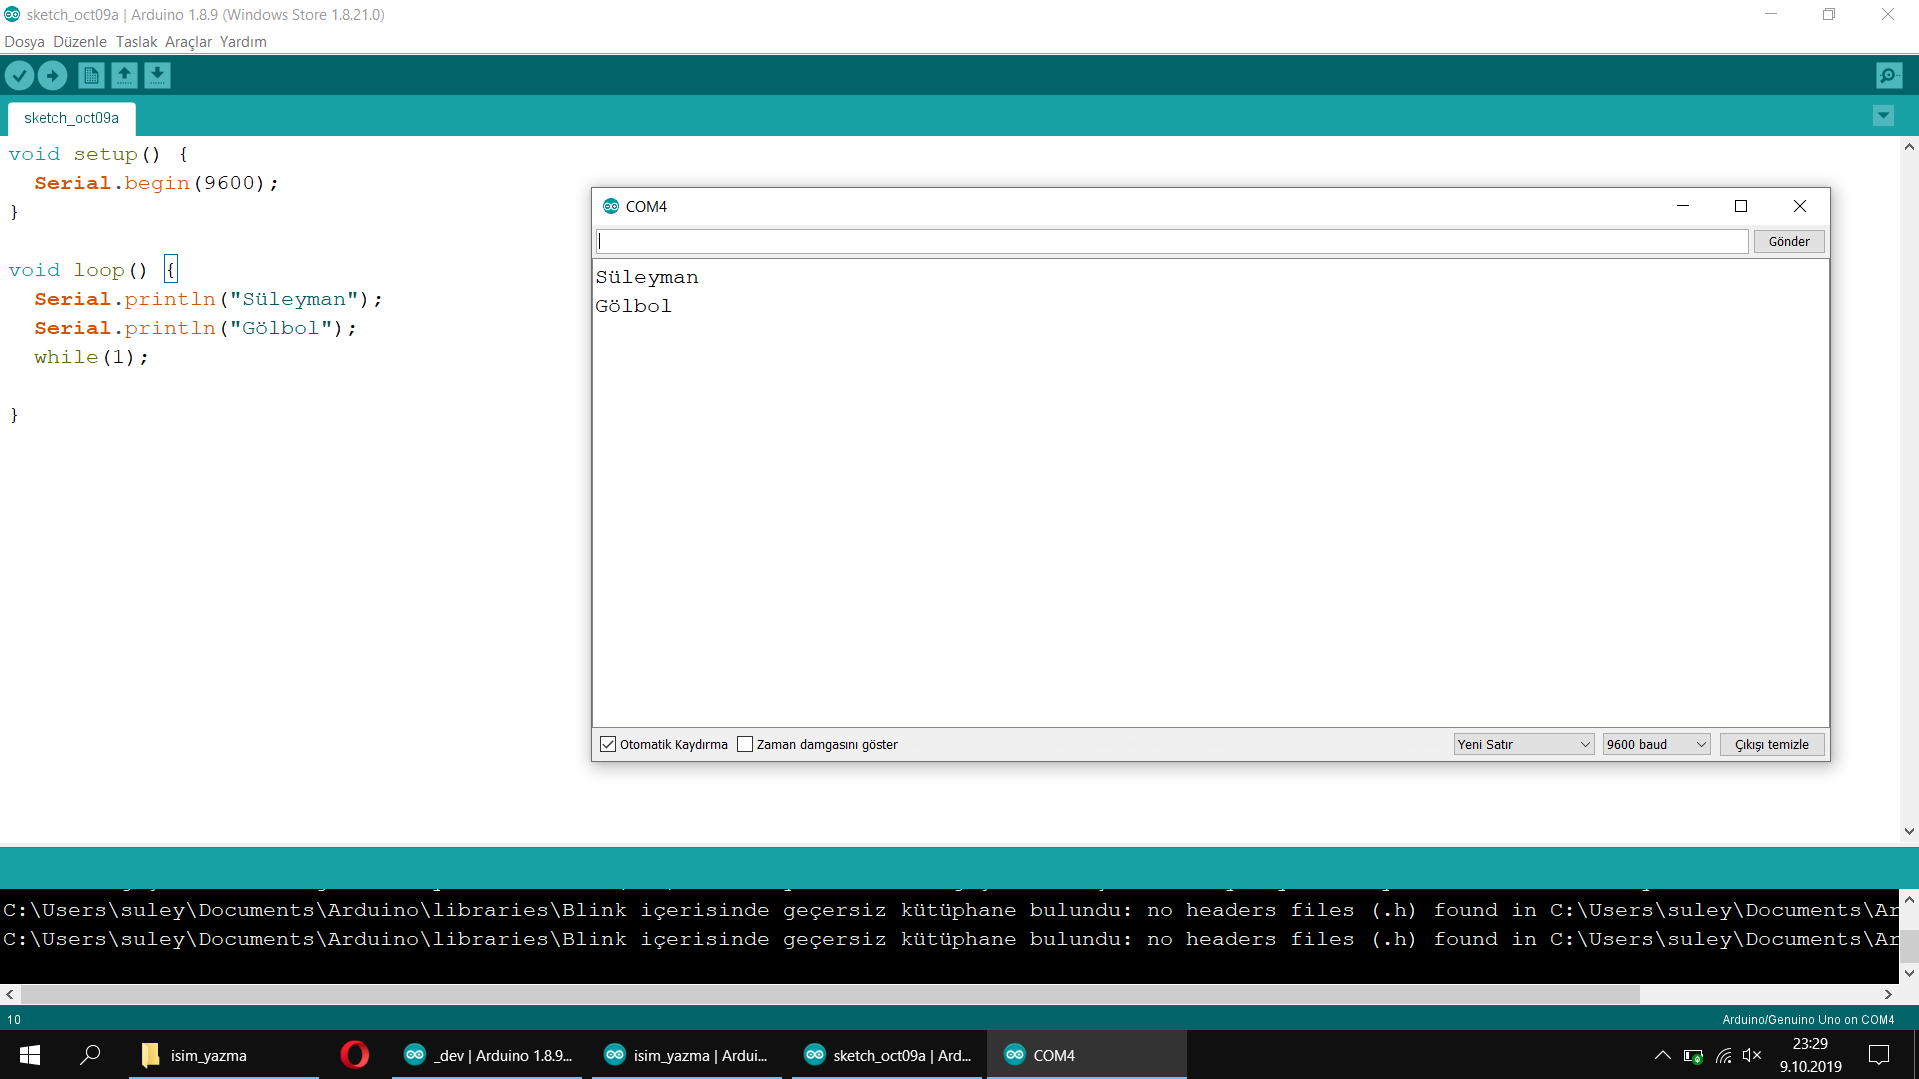 sketch_oct09a | Arduino 1.8.9 (Windows Store 1.8.21.0)
Dosya Düzenle Taslak Araçlar Yardım
sketch_oct09a
void setup() {
  Serial.begin(9600);
}
void loop() {
  Serial.println("Süleyman");
  Serial.println("Gölbol");
  while(1);
}
COM4
Gönder
Süleyman
Gölbol
Otomatik Kaydırma
Zaman damgasını göster
Yeni Satır
9600 baud
Çıkışı temizle
C:\Users\suley\Documents\Arduino\libraries\Blink içerisinde geçersiz kütüphane bulundu: no headers files (.h) found in C:\Users\suley\Documents\Ar
C:\Users\suley\Documents\Arduino\libraries\Blink içerisinde geçersiz kütüphane bulundu: no headers files (.h) found in C:\Users\suley\Documents\Ar
10
Arduino/Genuino Uno on COM4
isim_yazma
_dev | Arduino 1.8.9...
isim_yazma | Ardui...
sketch_oct09a | Ard...
COM4
23:29
9.10.2019